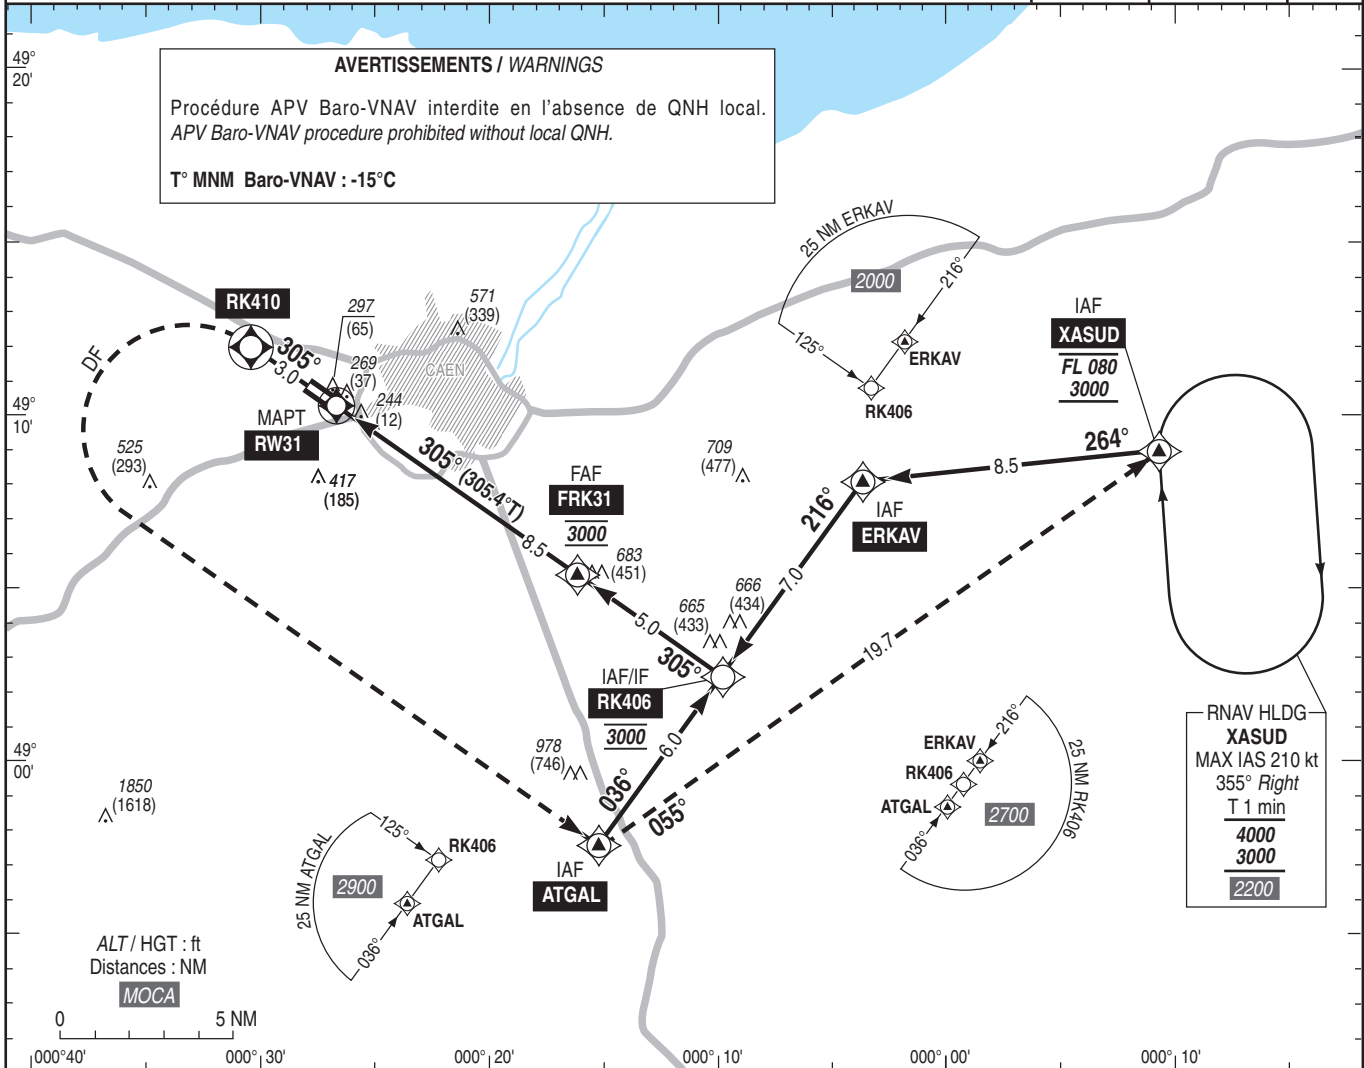 49°
20'
AVERTISSEMENTS / WARNINGS
Procédure APV Baro-VNAV interdite en l'absence de QNH local.
APV Baro-VNAV procedure prohibited without local QNH.
T° MNM Baro-VNAV : -15°C
25 NM ERKAV
2000
216°
125°
ERKAV
RK406
IAF
XASUD
FL 080
3000
RK410
297
(65)
571
(339)
DF
305°
3.0
269
(37)
CAEN
244
(12)
49°
10'
MAPT
RW31
525
(293)
417
(185)
305° (305.4°T)
8.5
FAF
FRK31
3000
683
(451)
709
(477)
264°
8.5
IAF
ERKAV
216°
7.0
665
(433)
666
(434)
5.0
305°
IAF/IF
RK406
3000
19.7
49°
00'
978
(746)
6.0
036°
055°
IAF
ATGAL
1850
(1618)
25 NM ATGAL
125°
RK406
2900
ATGAL
036°
216°
ERKAV
RK406
ATGAL
036°
2700
25 NM RK406
RNAV HLDG
XASUD
MAX IAS 210 kt
355° Right
T 1 min
4000
3000
2200
ALT / HGT : ft
Distances : NM
MOCA
0 5 NM
000°40' 000°30' 000°20' 000°10' 000°00' 000°10'